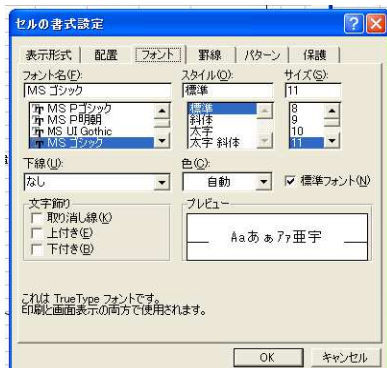 セルの書式設定
表示形式 配置 フォント 罫線 パターン 保護
フォント名(F): スタイル(O): サイズ(S):
MS ゴシック 標準 11
MS Pゴシック 標準 8
MS P明朝 斜体 9
MS UI Gothic 太字 10
MS ゴシック 太字 斜体 11
下線(U): 色(C):
なし 自動 標準フォント(N)
文字飾り プレビュー
取り消し線(K)
上付き(E)
下付き(B)
Aaあぁアァ亜宇
これは TrueType フォントです。
印刷と画面表示の両方で使用されます。
OK キャンセル